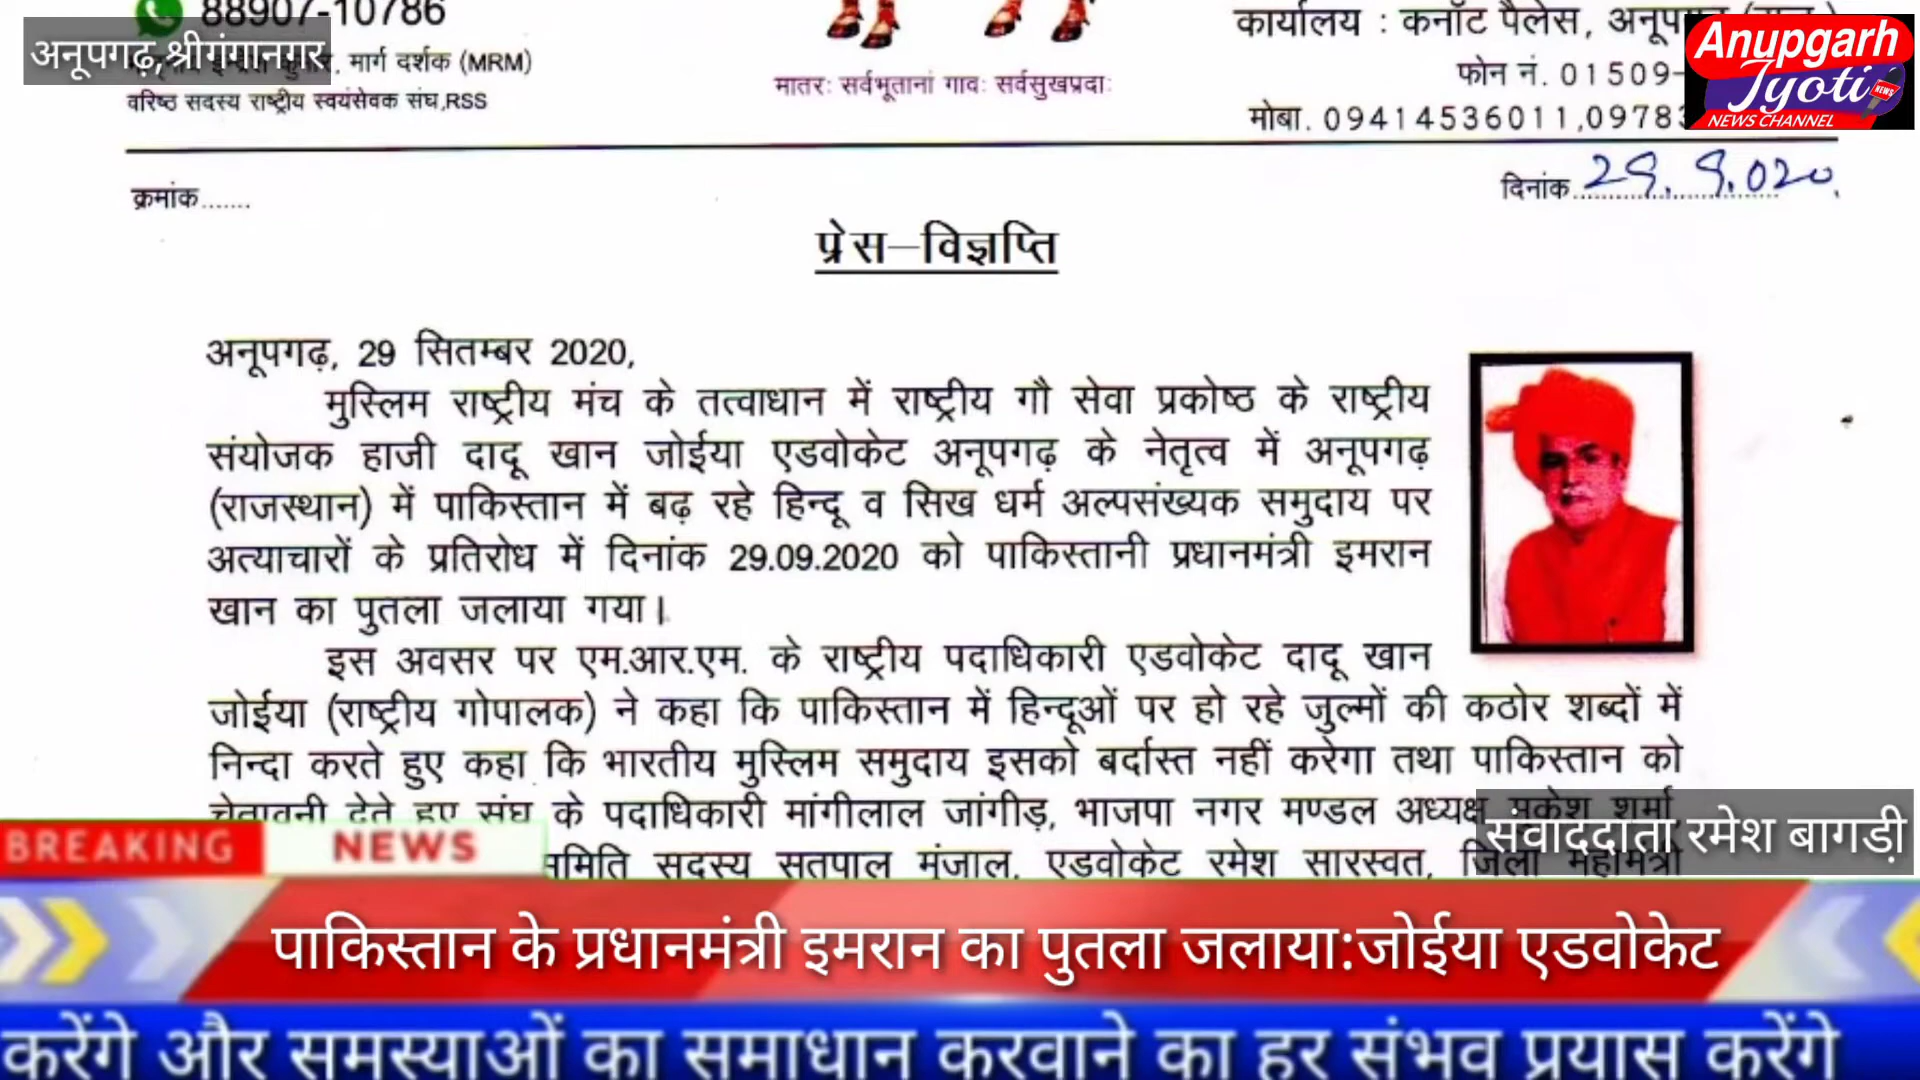 88907-10786
अनूपगढ़,श्रीगंगानगर
मार्ग दर्शक (MRM)
वरिष्ठ सदस्य राष्ट्रीय स्वयंसेवक संघ,RSS
मातरः सर्वभूतानां गावः सर्वसुखप्रदाः
कार्यालय : कनॉट पैलेस,
फोन नं. 01509-
मोबा. 09414536011,0978
Anupgarh
Jyoti
NEWS
NEWS CHANNEL
क्रमांक.......
दिनांक 29.9.020
प्रेस–विज्ञप्ति
अनूपगढ़, 29 सितम्बर 2020,
मुस्लिम राष्ट्रीय मंच के तत्वाधान में राष्ट्रीय गौ सेवा प्रकोष्ठ के राष्ट्रीय
संयोजक हाजी दादू खान जोईया एडवोकेट अनूपगढ़ के नेतृत्व में अनूपगढ़
(राजस्थान) में पाकिस्तान में बढ़ रहे हिन्दू व सिख धर्म अल्पसंख्यक समुदाय पर
अत्याचारों के प्रतिरोध में दिनांक 29.09.2020 को पाकिस्तानी प्रधानमंत्री इमरान
खान का पुतला जलाया गया।
इस अवसर पर एम.आर.एम. के राष्ट्रीय पदाधिकारी एडवोकेट दादू खान
जोईया (राष्ट्रीय गोपालक) ने कहा कि पाकिस्तान में हिन्दूओं पर हो रहे जुल्मों की कठोर शब्दों में
निन्दा करते हुए कहा कि भारतीय मुस्लिम समुदाय इसको बर्दास्त नहीं करेगा तथा पाकिस्तान को
चेतावनी देते हुए संघ के पदाधिकारी मांगीलाल जांगीड़, भाजपा नगर मण्डल अध्यक्ष मुकेश शर्मा,
समिति सदस्य सतपाल मुंजाल, एडवोकेट रमेश सारस्वत, जिला महामंत्री
संवाददाता रमेश बागड़ी
BREAKING NEWS
पाकिस्तान के प्रधानमंत्री इमरान का पुतला जलाया:जोईया एडवोकेट
करेंगे और समस्याओं का समाधान करवाने का हर संभव प्रयास करेंगे